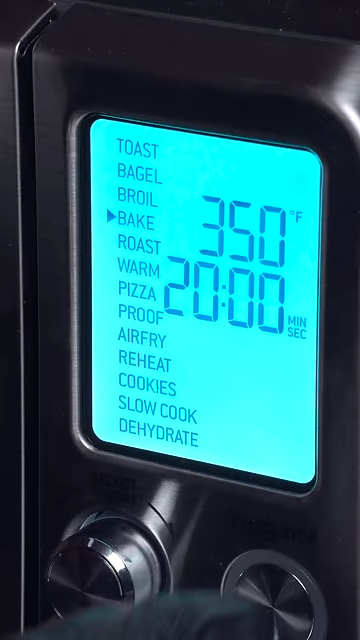 TOAST
BAGEL
BROIL
BAKE
ROAST
WARM
PIZZA
PROOF
AIRFRY
REHEAT
COOKIES
SLOW COOK
DEHYDRATE
350°F
20:00 MIN SEC